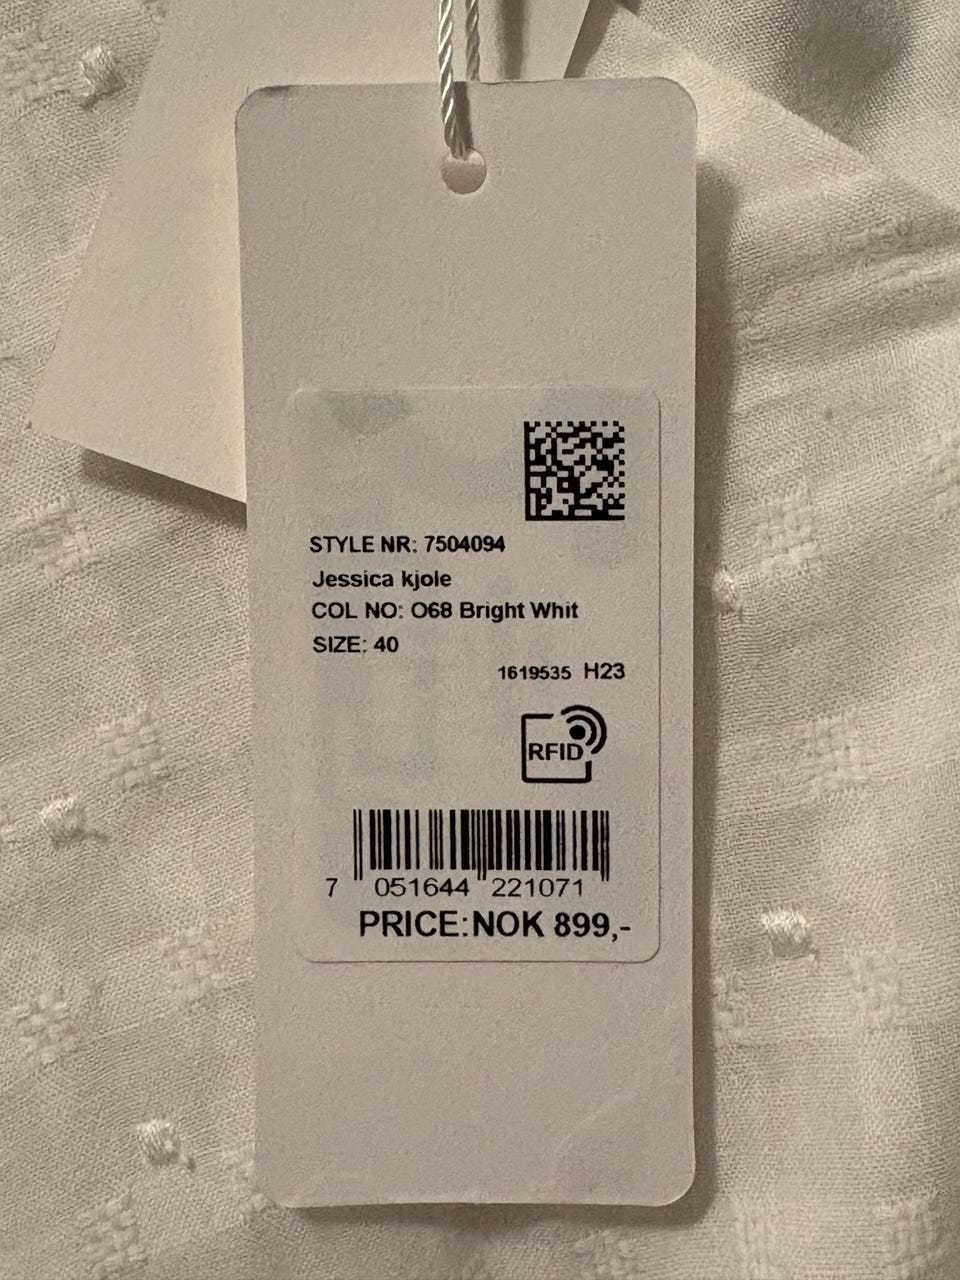 STYLE NR: 7504094
Jessica kjole
COL NO: O68 Bright Whit
SIZE: 40
1619535 H23
RFID
7 051644 221071
PRICE:NOK 899,-